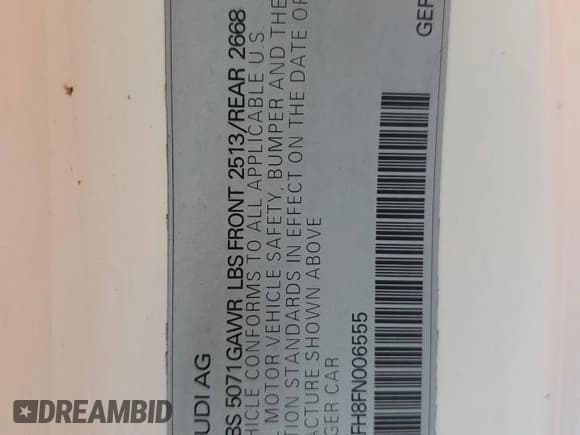 UDI AG
BS 5071 GAWR LBS FRONT 2513/REAR 2668
HICLE CONFORMS TO ALL APPLICABLE U.S
MOTOR VEHICLE SAFETY, BUMPER AND THE
TION STANDARDS IN EFFECT ON THE DATE OF
ACTURE SHOWN ABOVE
GER CAR
FH8FN006555
GEF
DREAMBID